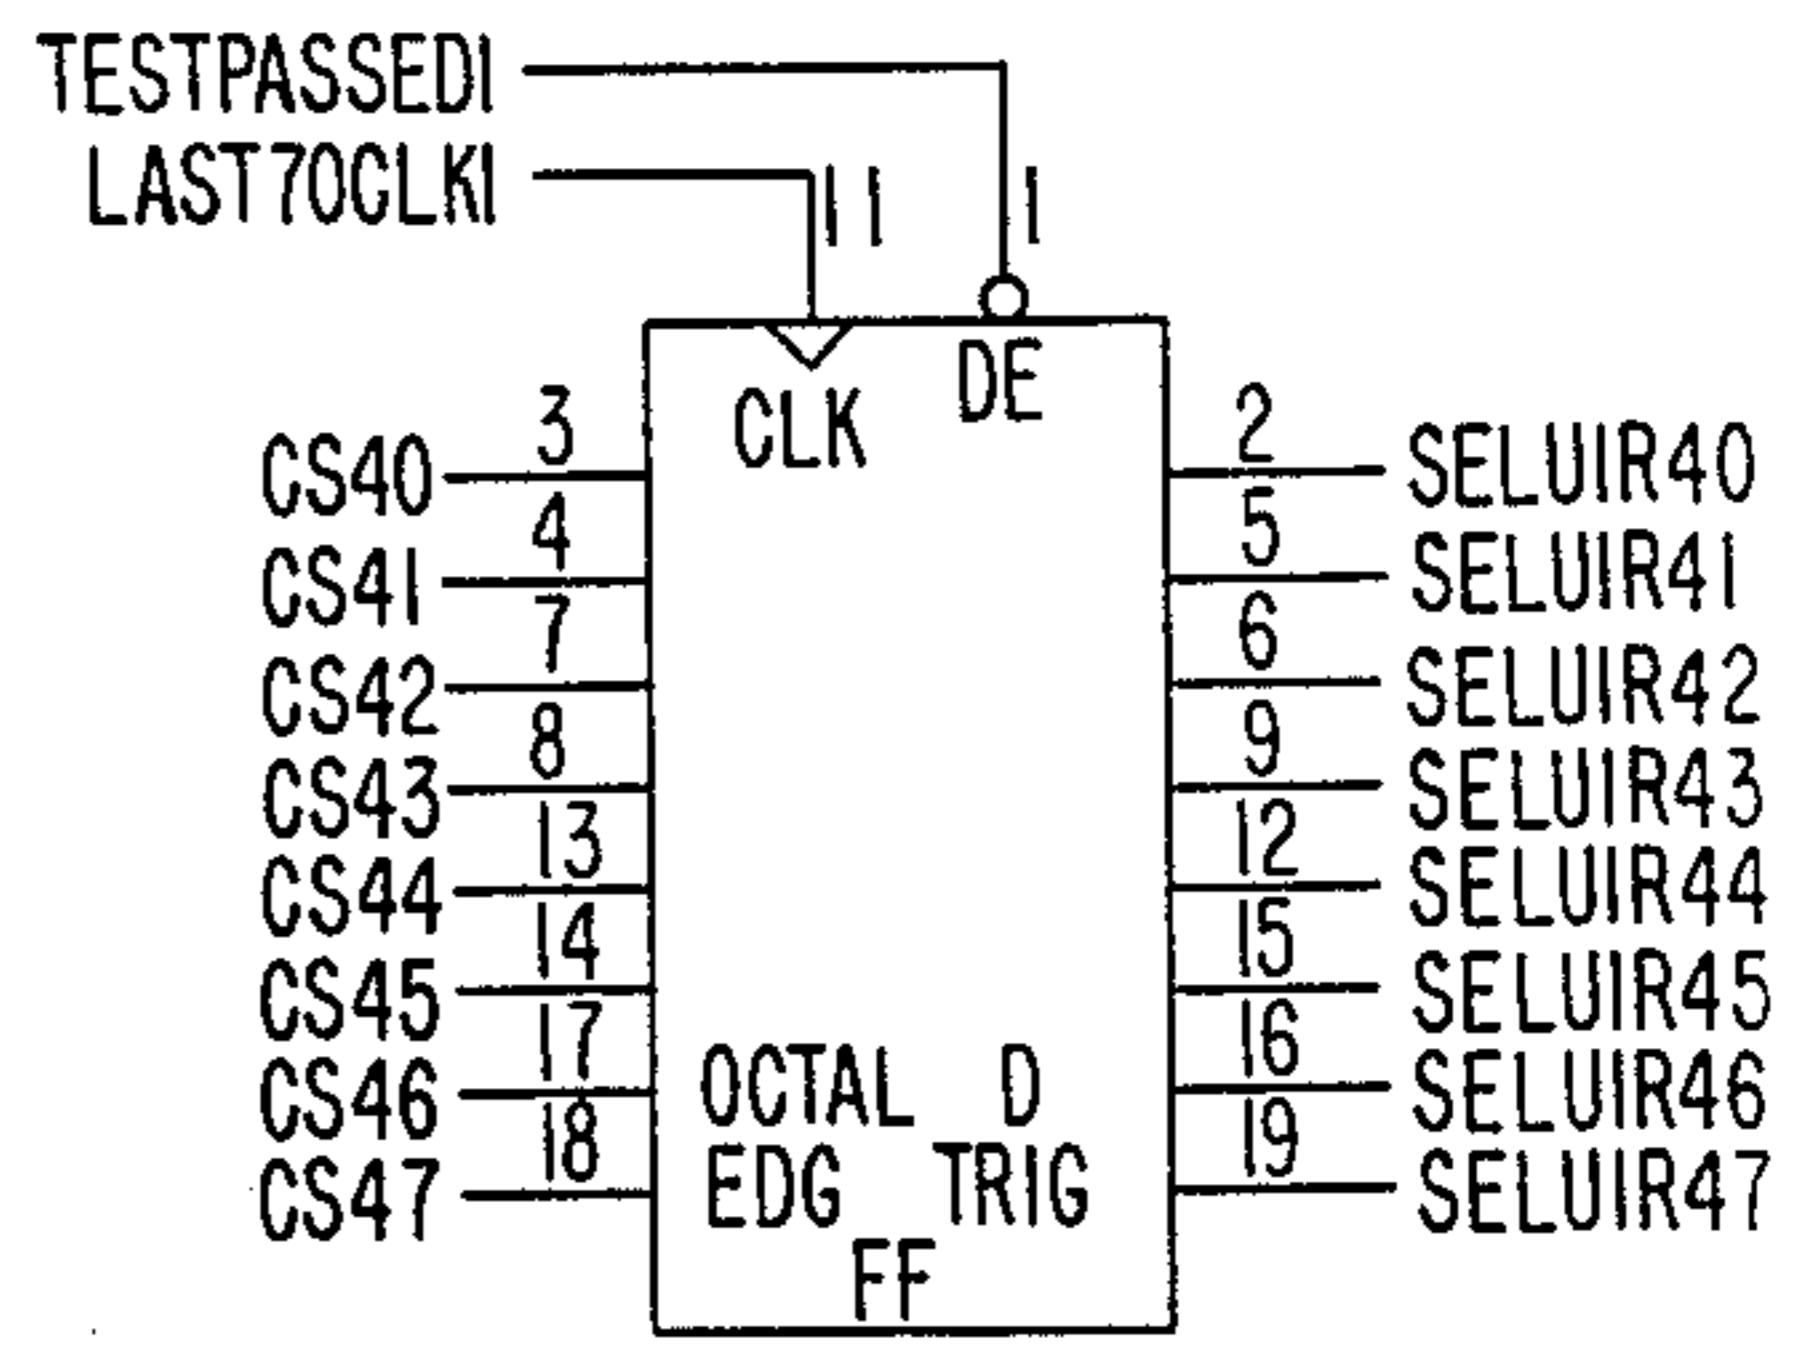 TESTPASSED1
LAST70CLK1
11 1
CLK DE
3 2
CS40 SELUIR40
4 5
CS41 SELUIR41
7 6
CS42 SELUIR42
8 9
CS43 SELUIR43
13 12
CS44 SELUIR44
14 15
CS45 SELUIR45
17 16
CS46 SELUIR46
18 19
CS47 SELUIR47
OCTAL D
EDG TRIG
FF